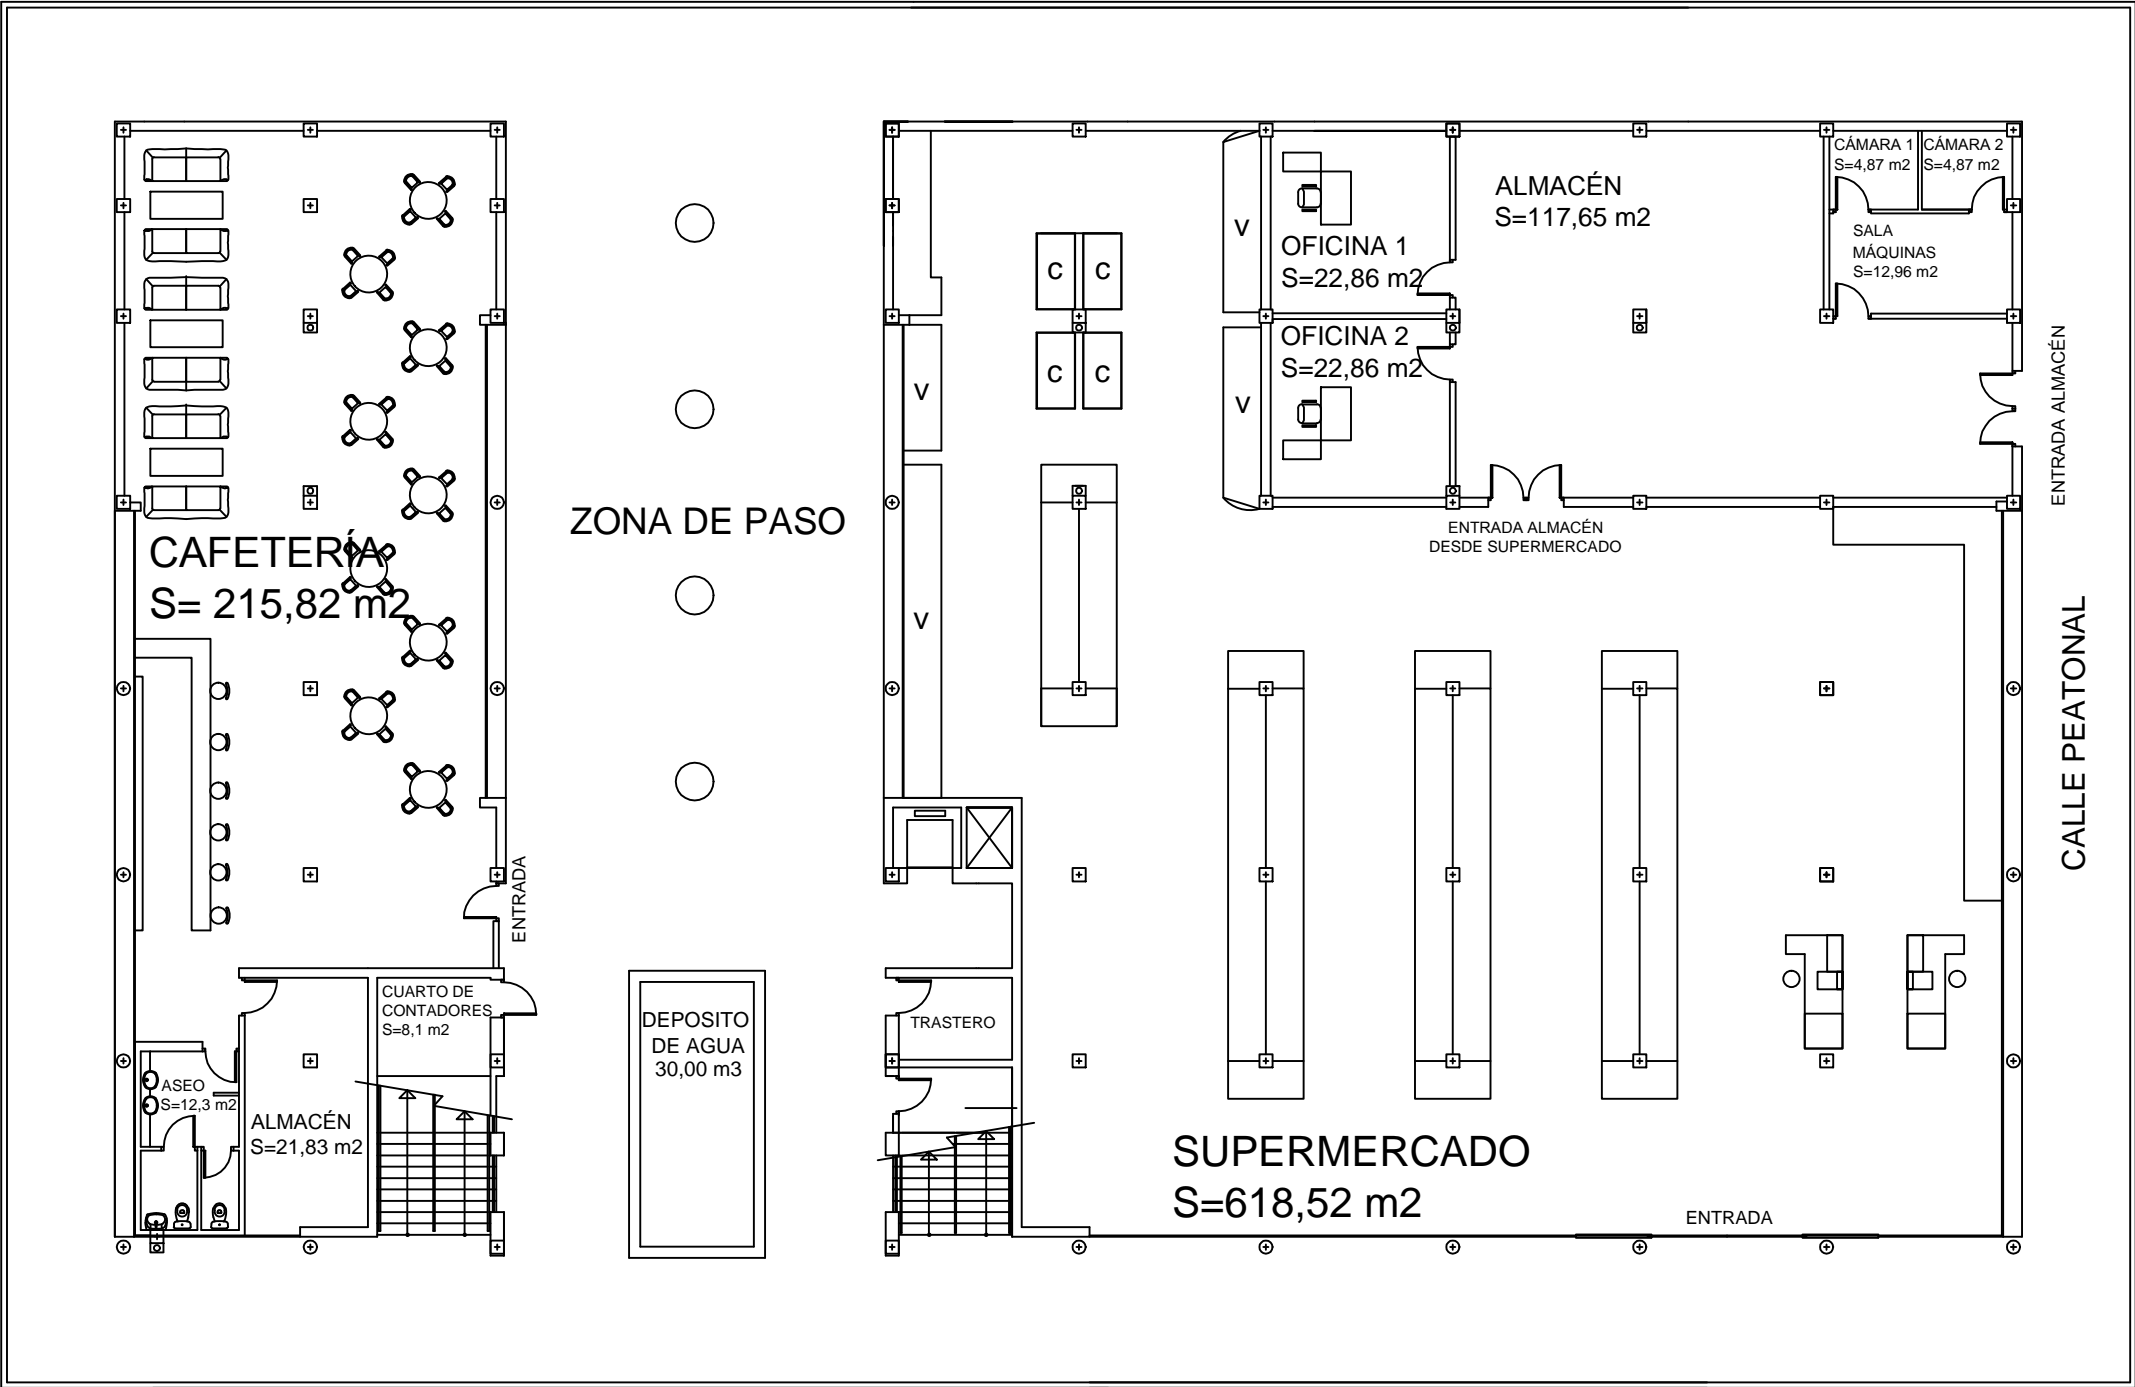 CÁMARA 1
S=4,87 m2
CÁMARA 2
S=4,87 m2
ALMACÉN
S=117,65 m2
SALA
MÁQUINAS
S=12,96 m2
V
OFICINA 1
S=22,86 m2
C C
OFICINA 2
S=22,86 m2
C C
V
V
ENTRADA ALMACÉN
ZONA DE PASO
ENTRADA ALMACÉN
DESDE SUPERMERCADO
CAFETERÍA
S= 215,82 m2
V
CALLE PEATONAL
ENTRADA
CUARTO DE
CONTADORES
S=8,1 m2
DEPOSITO
DE AGUA
30,00 m3
TRASTERO
ASEO
S=12,3 m2
ALMACÉN
S=21,83 m2
SUPERMERCADO
S=618,52 m2
ENTRADA